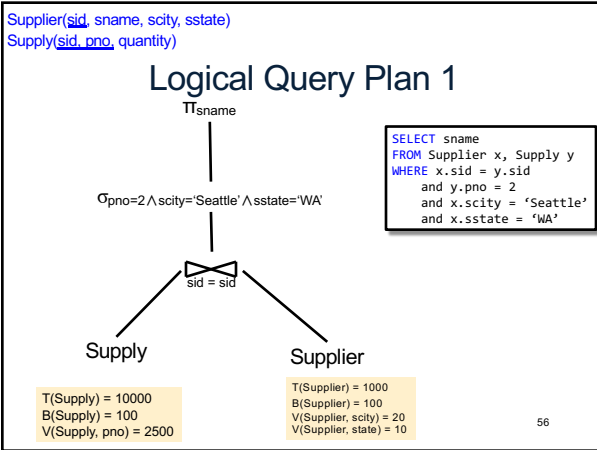 Supplier(sid, sname, scity, sstate)
Supply(sid, pno, quantity)
Logical Query Plan 1
πsname
σpno=2∧scity=‘Seattle’∧sstate=‘WA’
sid = sid
Supply
Supplier
SELECT sname
FROM Supplier x, Supply y
WHERE x.sid = y.sid
and y.pno = 2
and x.scity = ‘Seattle’
and x.sstate = ‘WA’
T(Supply) = 10000
B(Supply) = 100
V(Supply, pno) = 2500
T(Supplier) = 1000
B(Supplier) = 100
V(Supplier, scity) = 20
V(Supplier, state) = 10
56